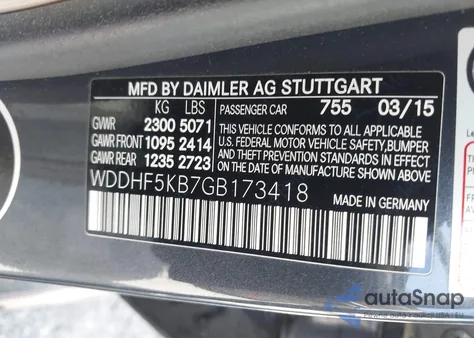 MFD BY DAIMLER AG STUTTGART
KG LBS PASSENGER CAR 755 03/15
GVWR 2300 5071 THIS VEHICLE CONFORMS TO ALL APPLICABLE
GAWR FRONT 1095 2414 U.S. FEDERAL MOTOR VEHICLE SAFETY,BUMPER
GAWR REAR 1235 2723 AND THEFT PREVENTION STANDARDS IN
EFFECT ON THE DATE OF MFR. SHOWN ABOVE.
WDDHF5KB7GB173418 MADE IN GERMANY
autoSnap